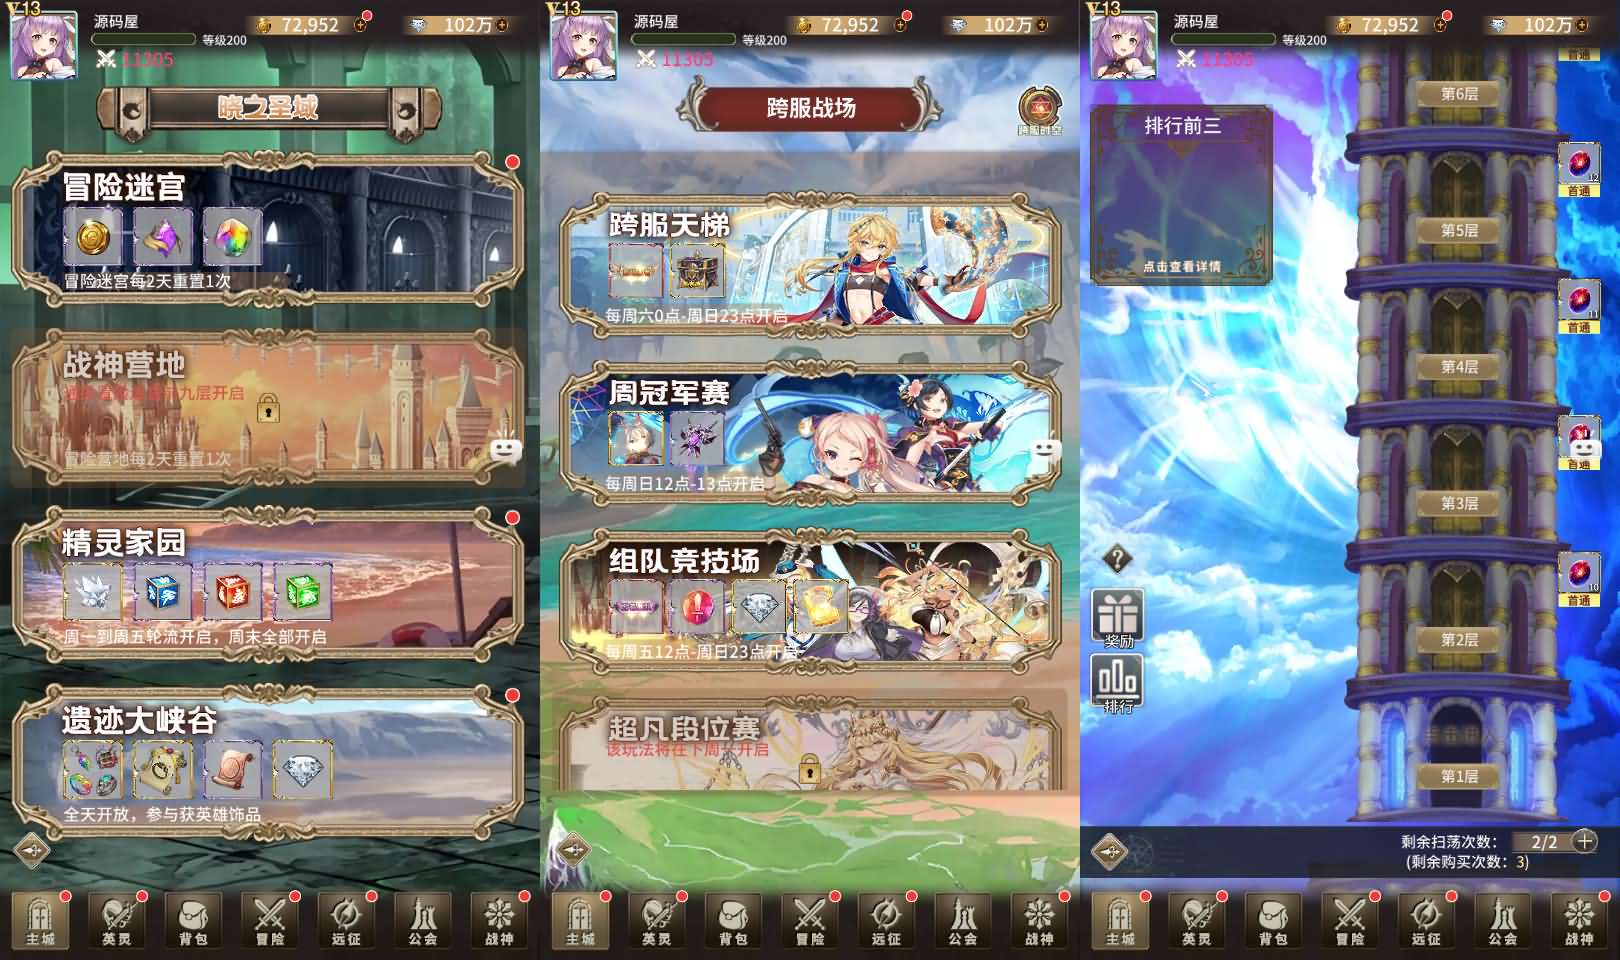 V13
源码屋
72,952
102万
等级200
11305
晓之圣域
冒险迷宫
冒险迷宫每2天重置1次
战神营地
九层开启
冒险营地每2天重置1次
精灵家园
周一到周五轮流开启，周末全部开启
遗迹大峡谷
全天开放，参与获英雄饰品
主城
英灵
背包
冒险
远征
公会
战神
V13
源码屋
72,952
102万
等级200
11305
跨服战场
跨服时空
跨服天梯
每周六0点-周日23点开启
周冠军赛
每周日12点-13点开启
组队竞技场
每周五12点-周日23点开启
超凡段位赛
该玩法将在下周一开启
主城
英灵
背包
冒险
远征
公会
战神
V13
源码屋
72,952
102万
等级200
11305
首通
第6层
排行前三
点击查看详情
12
首通
第5层
11
首通
第4层
首通
第3层
10
首通
第2层
奖励
排行
第1层
剩余扫荡次数：
2/2
(剩余购买次数：3)
主城
英灵
背包
冒险
远征
公会
战神